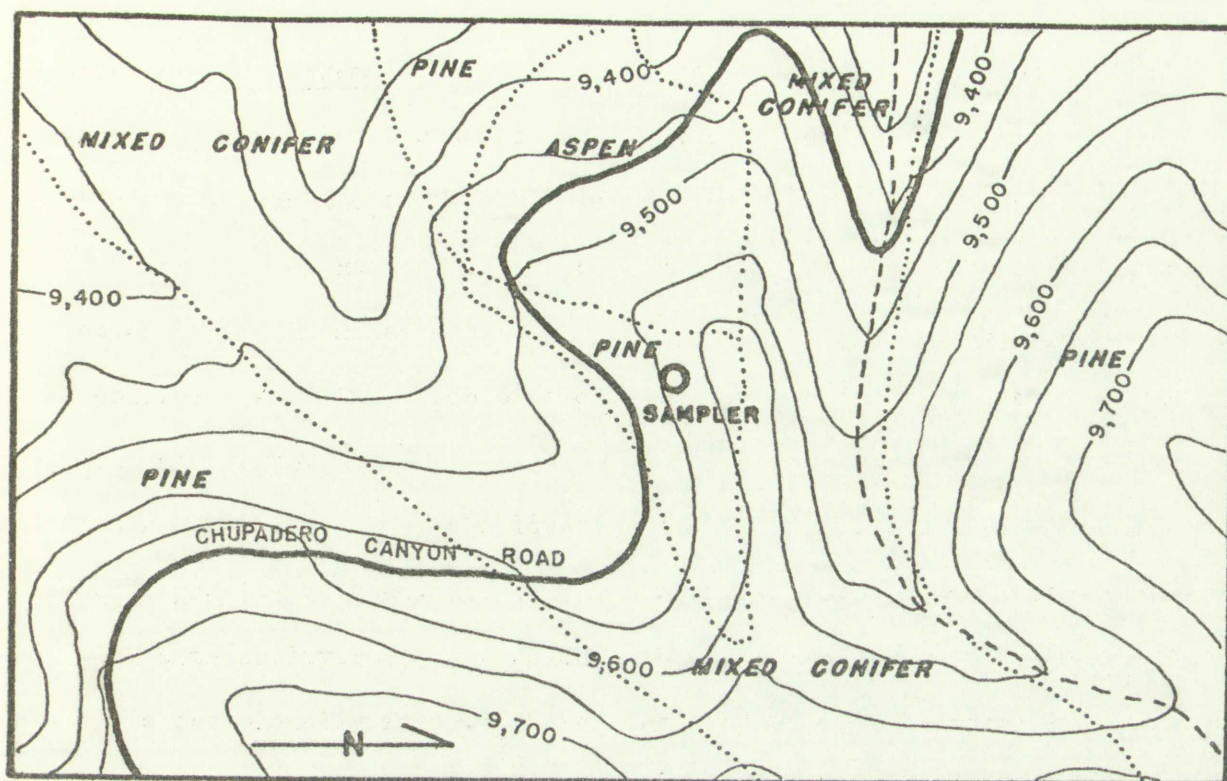 PINE
9,400
MIXED
CONIFER
9,400
MIXED CONIFER
ASPEN
9,500
9,500
9,400
9,600
PINE
PINE
9,700
SAMPLER
PINE
CHUPADERO CANYON ROAD
9,600
MIXED CONIFER
9,700
N